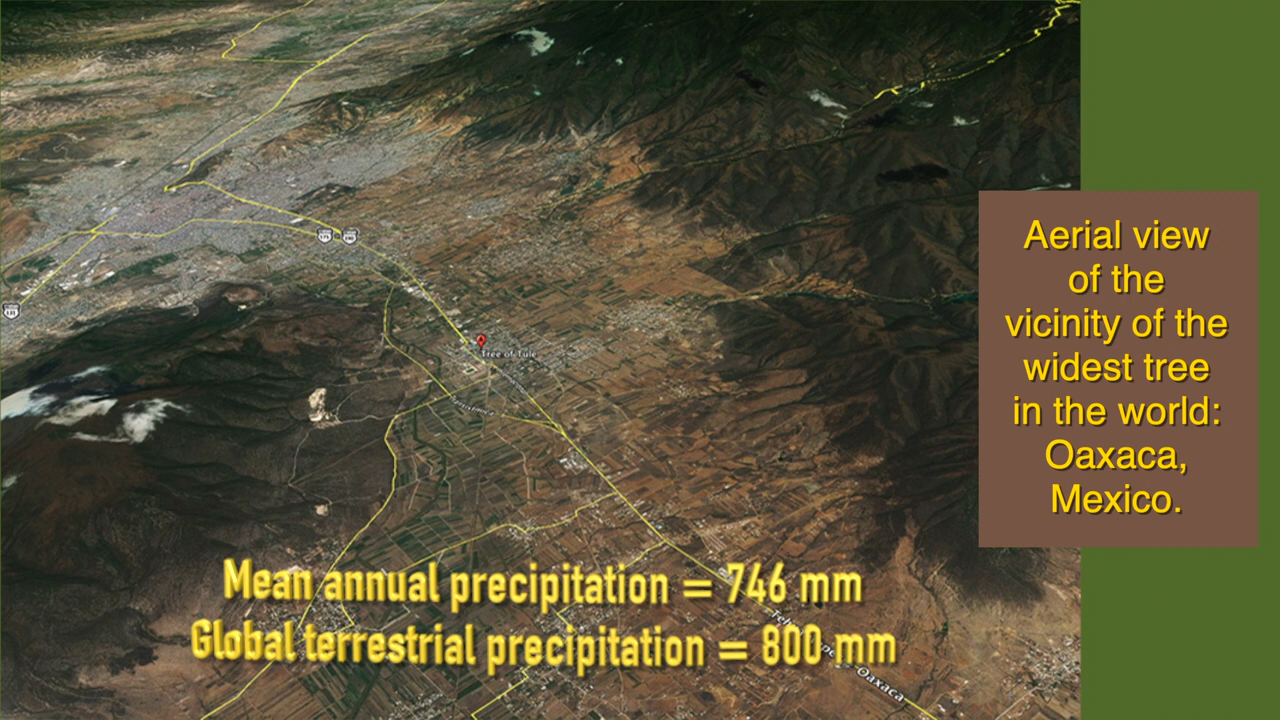 Aerial view
of the
vicinity of the
widest tree
in the world:
Oaxaca,
Mexico.
Tree of Tule
Mean annual precipitation = 746 mm
Global terrestrial precipitation = 800 mm
Oaxaca